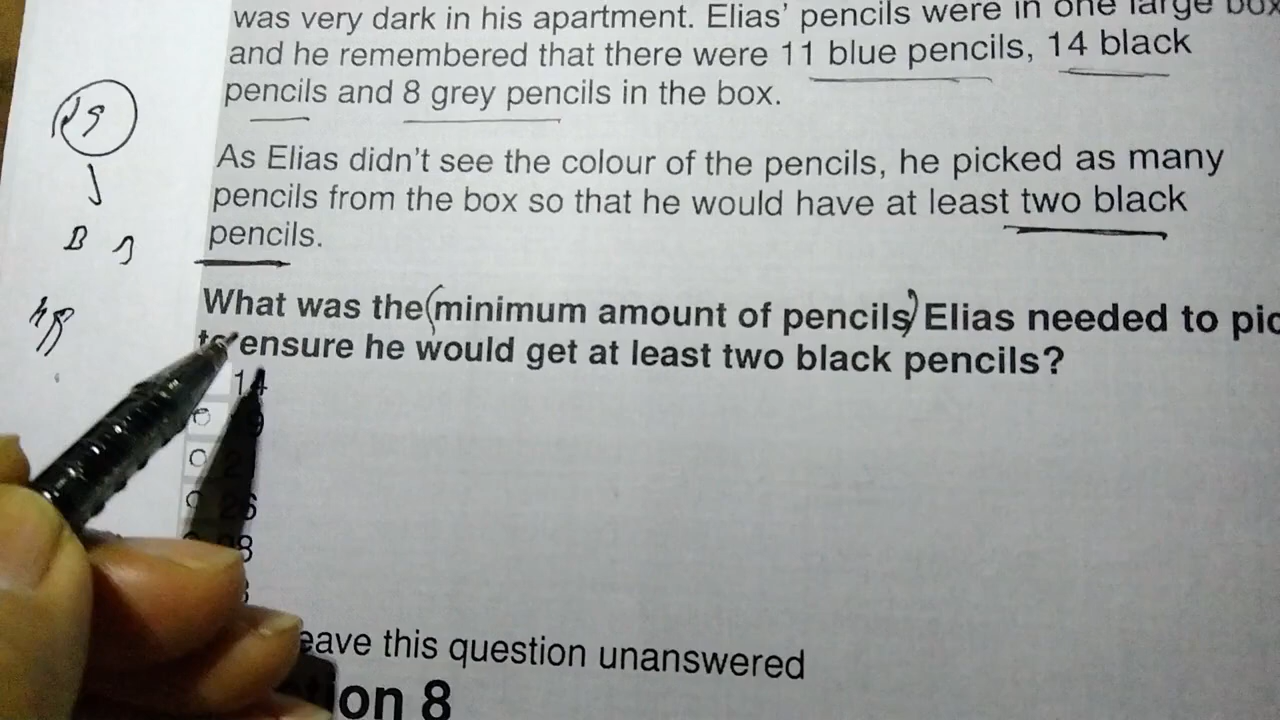 was very dark in his apartment. Elias' pencils were in one large box
and he remembered that there were 11 blue pencils, 14 black
pencils and 8 grey pencils in the box.
As Elias didn't see the colour of the pencils, he picked as many
pencils from the box so that he would have at least two black
pencils.
What was the (minimum amount of pencils) Elias needed to pic
to ensure he would get at least two black pencils?
14
26
eave this question unanswered
ion 8